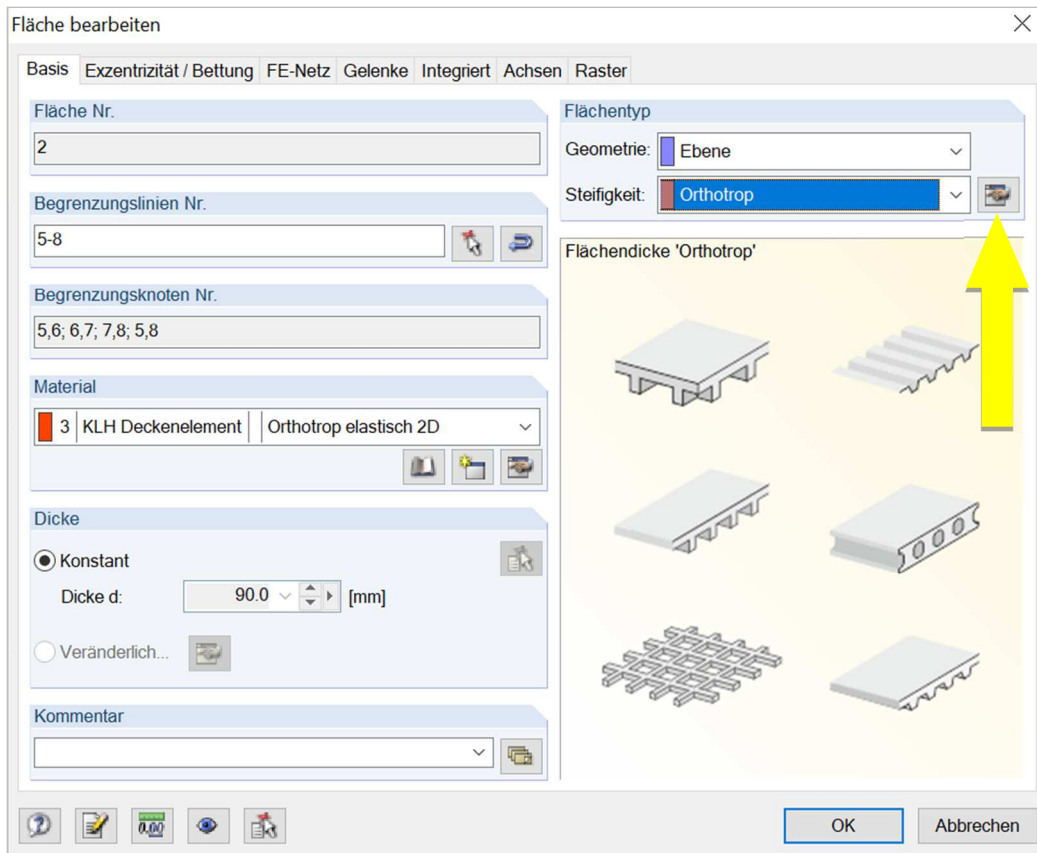 Fläche bearbeiten
Basis Exzentrizität / Bettung FE-Netz Gelenke Integriert Achsen Raster
Fläche Nr.
2
Begrenzungslinien Nr.
5-8
Begrenzungsknoten Nr.
5,6; 6,7; 7,8; 5,8
Material
3 KLH Deckenelement Orthotrop elastisch 2D
Dicke
Konstant
Dicke d: 90.0 [mm]
Veränderlich...
Kommentar
Flächentyp
Geometrie: Ebene
Steifigkeit: Orthotrop
Flächendicke 'Orthotrop'
0.00
OK Abbrechen